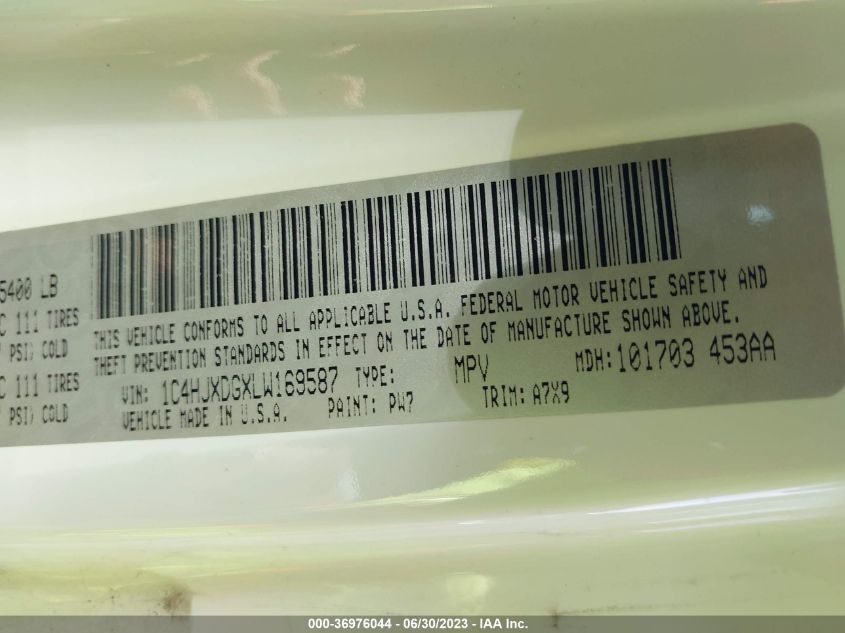 5400 LB
C 111 TIRES
PSI) COLD
C 111 TIRES
PSI) COLD
THIS VEHICLE CONFORMS TO ALL APPLICABLE U.S.A. FEDERAL MOTOR VEHICLE SAFETY AND
THEFT PREVENTION STANDARDS IN EFFECT ON THE DATE OF MANUFACTURE SHOWN ABOVE.
VIN: 1C4HJXDGXLW169587 TYPE: MPV MDH:101703 453AA
VEHICLE MADE IN U.S.A. PAINT: PW7 TRIM: A7X9
000-36976044 - 06/30/2023 - IAA Inc.